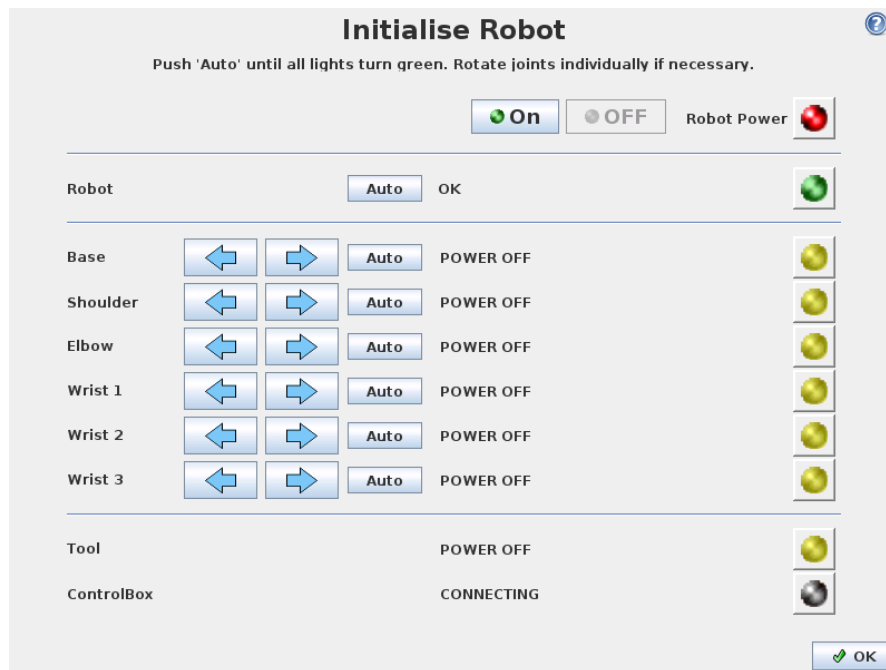 Initialise Robot
?
Push 'Auto' until all lights turn green. Rotate joints individually if necessary.
On OFF Robot Power
Robot Auto OK
Base Auto POWER OFF
Shoulder Auto POWER OFF
Elbow Auto POWER OFF
Wrist 1 Auto POWER OFF
Wrist 2 Auto POWER OFF
Wrist 3 Auto POWER OFF
Tool POWER OFF
ControlBox CONNECTING
OK